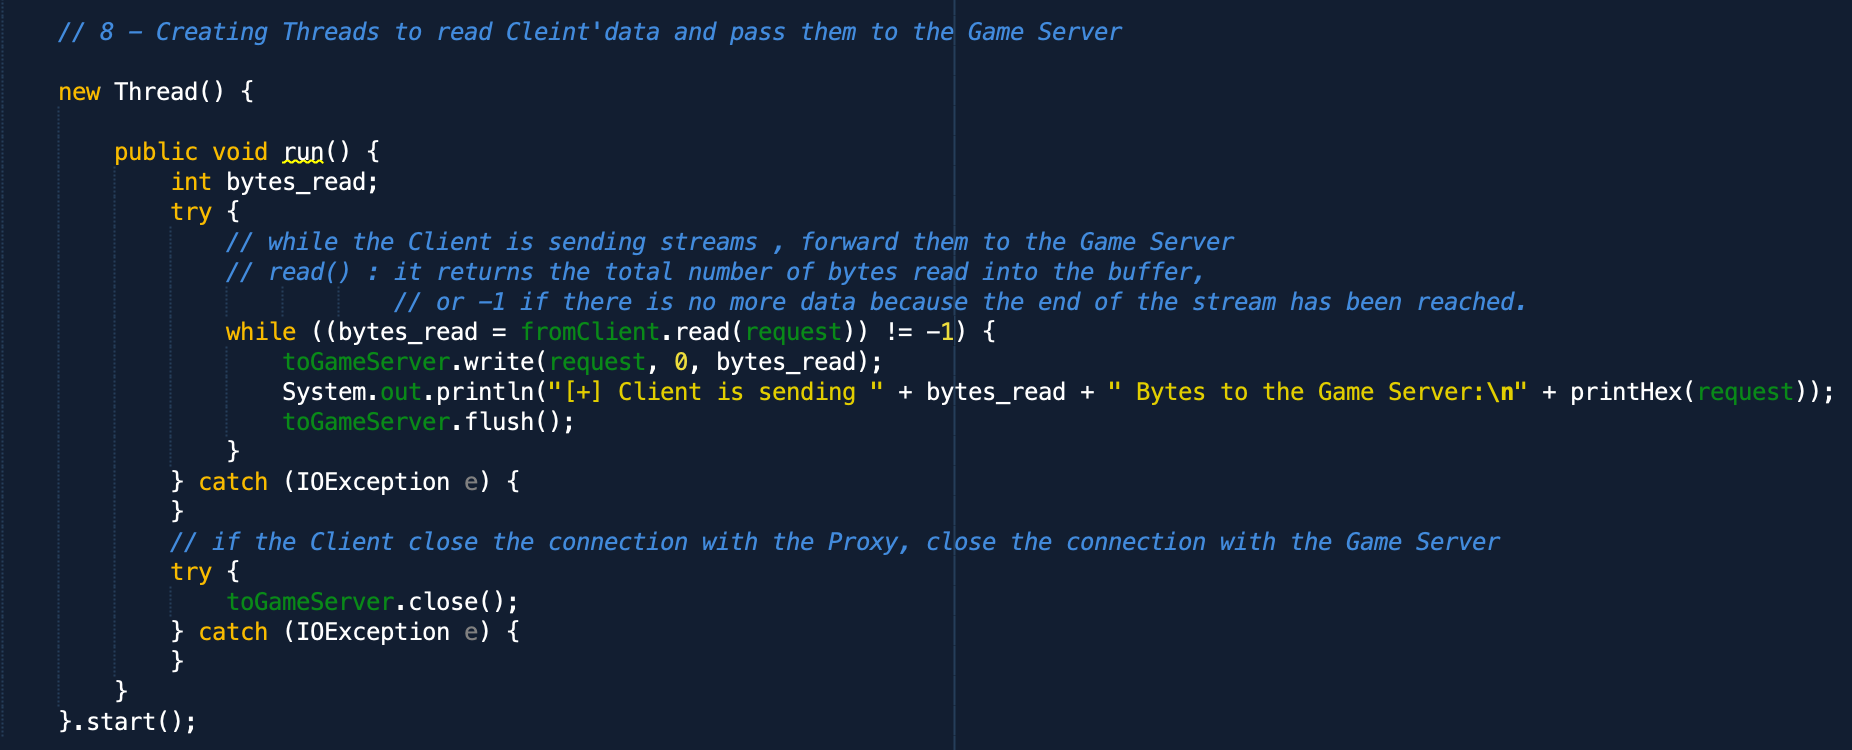 // 8 – Creating Threads to read Cleint'data and pass them to the Game Server
new Thread() {
public void run() {
int bytes_read;
try {
// while the Client is sending streams , forward them to the Game Server
// read() : it returns the total number of bytes read into the buffer,
// or –1 if there is no more data because the end of the stream has been reached.
while ((bytes_read = fromClient.read(request)) != –1) {
toGameServer.write(request, 0, bytes_read);
System.out.println("[+] Client is sending " + bytes_read + " Bytes to the Game Server:\n" + printHex(request));
toGameServer.flush();
}
} catch (IOException e) {
}
// if the Client close the connection with the Proxy, close the connection with the Game Server
try {
toGameServer.close();
} catch (IOException e) {
}
}
}.start();